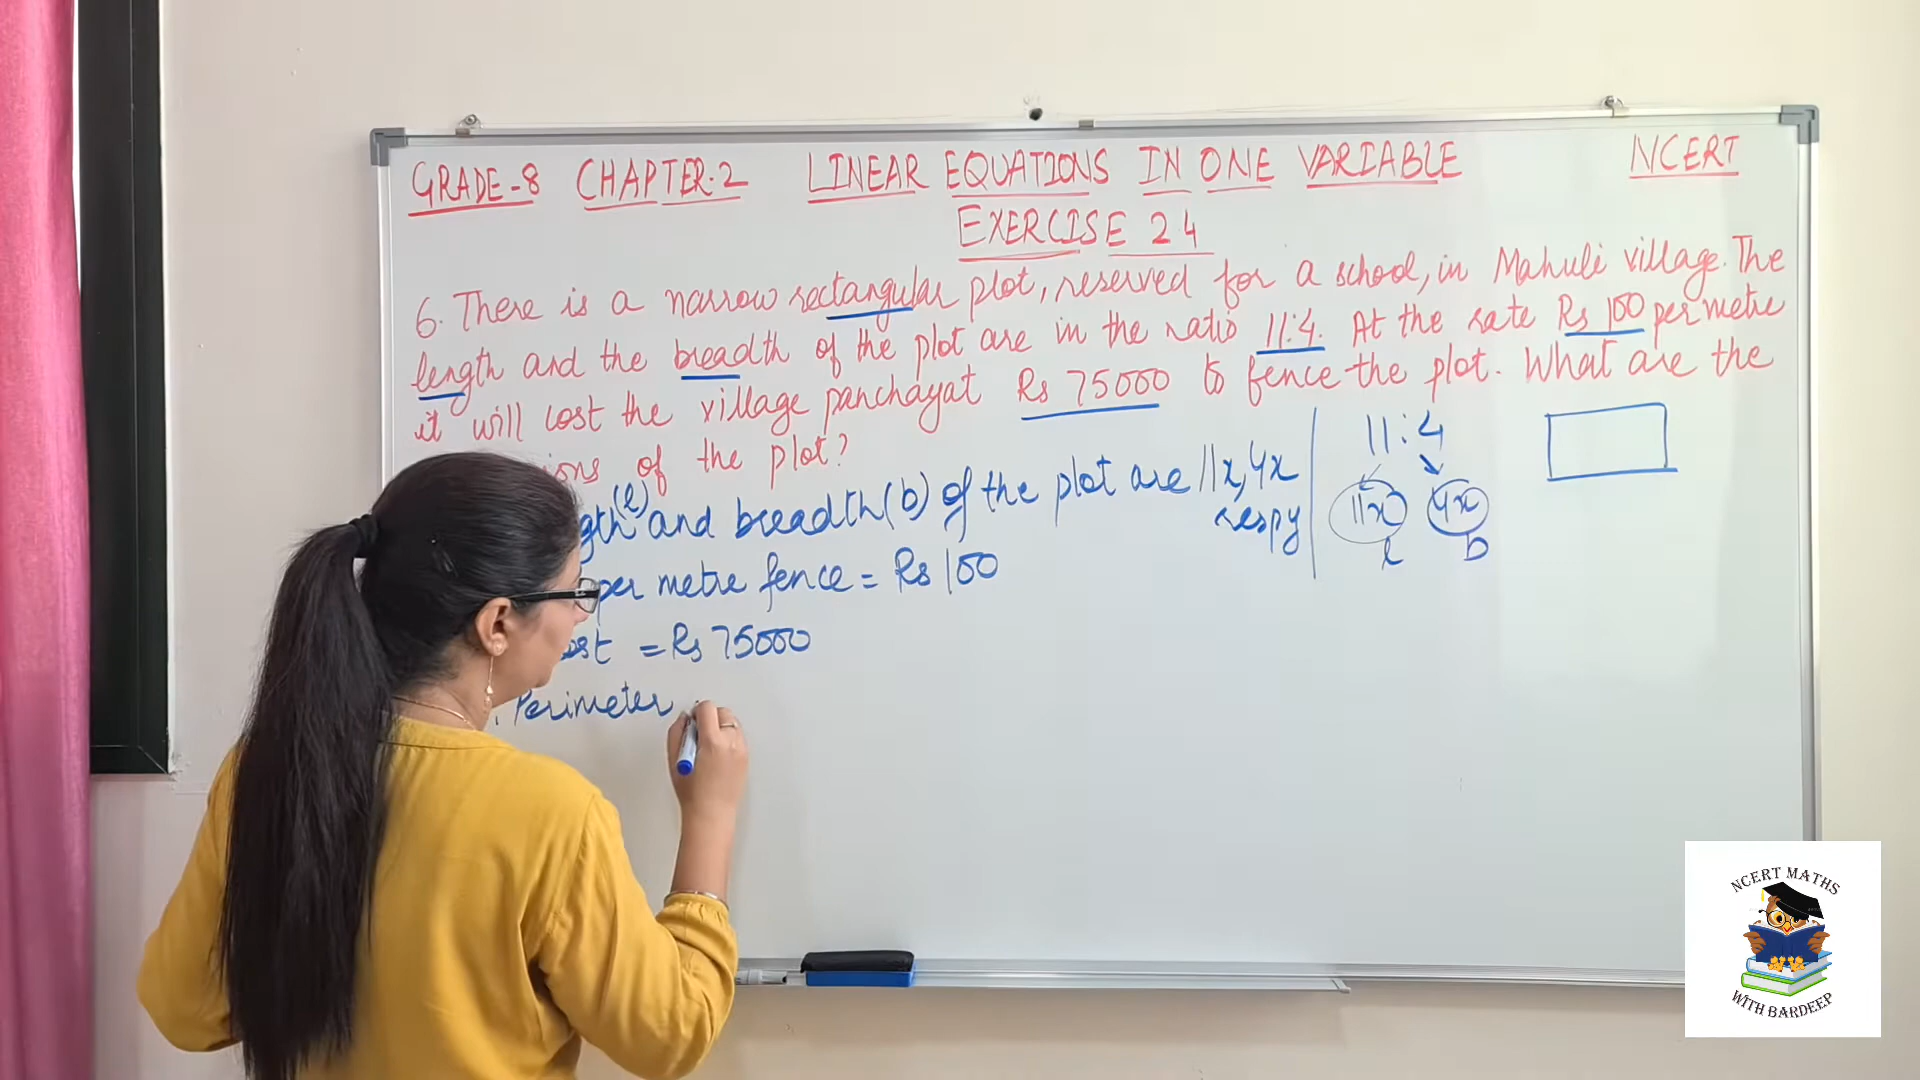 GRADE-8 CHAPTER-2 LINEAR EQUATIONS IN ONE VARIABLE NCERT
EXERCISE 2.4
6. There is a narrow rectangular plot, reserved for a school, in Mahuli village. The
length and the breadth of the plot are in the ratio 11:4. At the rate Rs 100 per metre
it will cost the village panchayat Rs 75000 to fence the plot. What are the
ions of the plot?
gth (l) and breadth (b) of the plot are 11x, 4x
respy
per metre fence = Rs 100
ost = Rs 75000
Perimeter
11:4
11x 4x
l b
NCERT MATHS
WITH BARDEEP